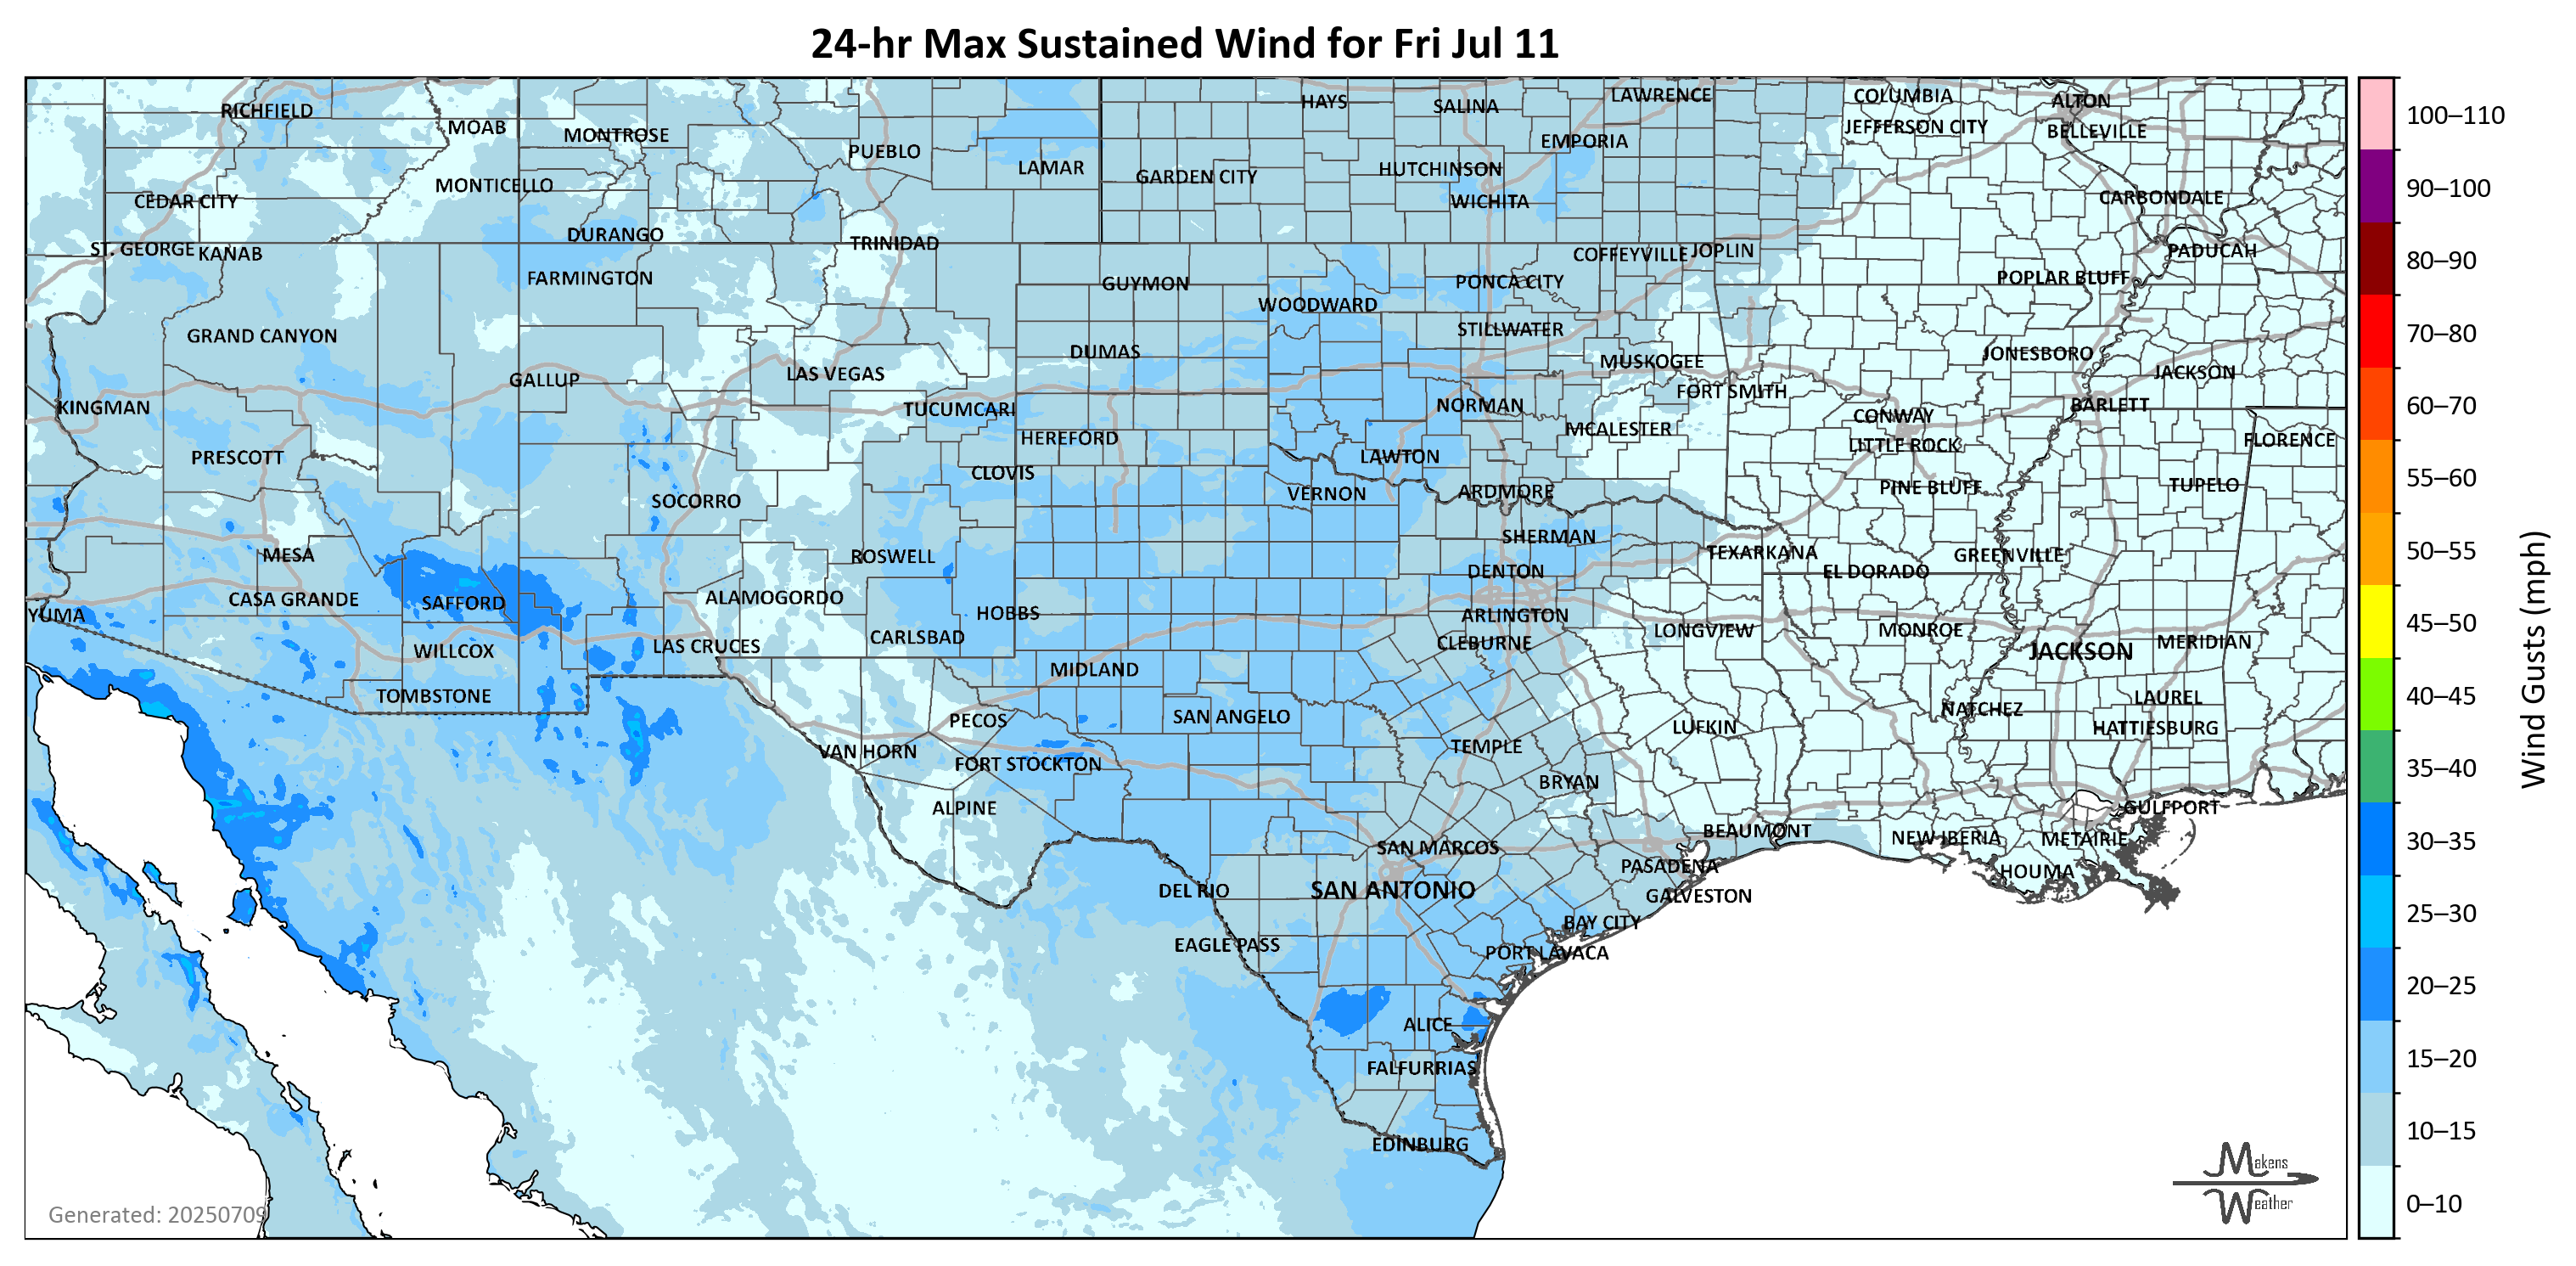 24-hr Max Sustained Wind for Fri Jul 11
RICHFIELD
MOAB
MONTROSE
PUEBLO
LAMAR
HAYS
SALINA
LAWRENCE
COLUMBIA
ALTON
JEFFERSON CITY
BELLEVILLE
EMPORIA
HUTCHINSON
GARDEN CITY
WICHITA
CEDAR CITY
MONTICELLO
CARBONDALE
ST. GEORGE
KANAB
DURANGO
TRINIDAD
COFFEYVILLE
JOPLIN
PADUCAH
FARMINGTON
GUYMON
PONCA CITY
POPLAR BLUFF
WOODWARD
GRAND CANYON
STILLWATER
DUMAS
MUSKOGEE
JONESBORO
GALLUP
LAS VEGAS
JACKSON
FORT SMITH
KINGMAN
TUCUMCARI
NORMAN
CONWAY
BARLETT
HEREFORD
MCALESTER
LITTLE ROCK
FLORENCE
PRESCOTT
CLOVIS
LAWTON
SOCORRO
VERNON
ARDMORE
PINE BLUFF
TUPELO
MESA
ROSWELL
SHERMAN
TEXARKANA
GREENVILLE
DENTON
EL DORADO
CASA GRANDE
SAFFORD
ALAMOGORDO
HOBBS
ARLINGTON
YUMA
LAS CRUCES
CARLSBAD
CLEBURNE
LONGVIEW
MONROE
JACKSON
MERIDIAN
WILLCOX
MIDLAND
TOMBSTONE
LAUREL
PECOS
SAN ANGELO
NATCHEZ
LUFKIN
HATTIESBURG
VAN HORN
TEMPLE
FORT STOCKTON
BRYAN
ALPINE
GULFPORT
BEAUMONT
NEW IBERIA
METAIRIE
SAN MARCOS
PASADENA
HOUMA
DEL RIO
SAN ANTONIO
GALVESTON
BAY CITY
EAGLE PASS
PORT LAVACA
ALICE
FALFURRIAS
EDINBURG
Generated: 20250709
Makens
Weather
100–110
90–100
80–90
70–80
60–70
55–60
50–55
45–50
40–45
35–40
30–35
25–30
20–25
15–20
10–15
0–10
Wind Gusts (mph)